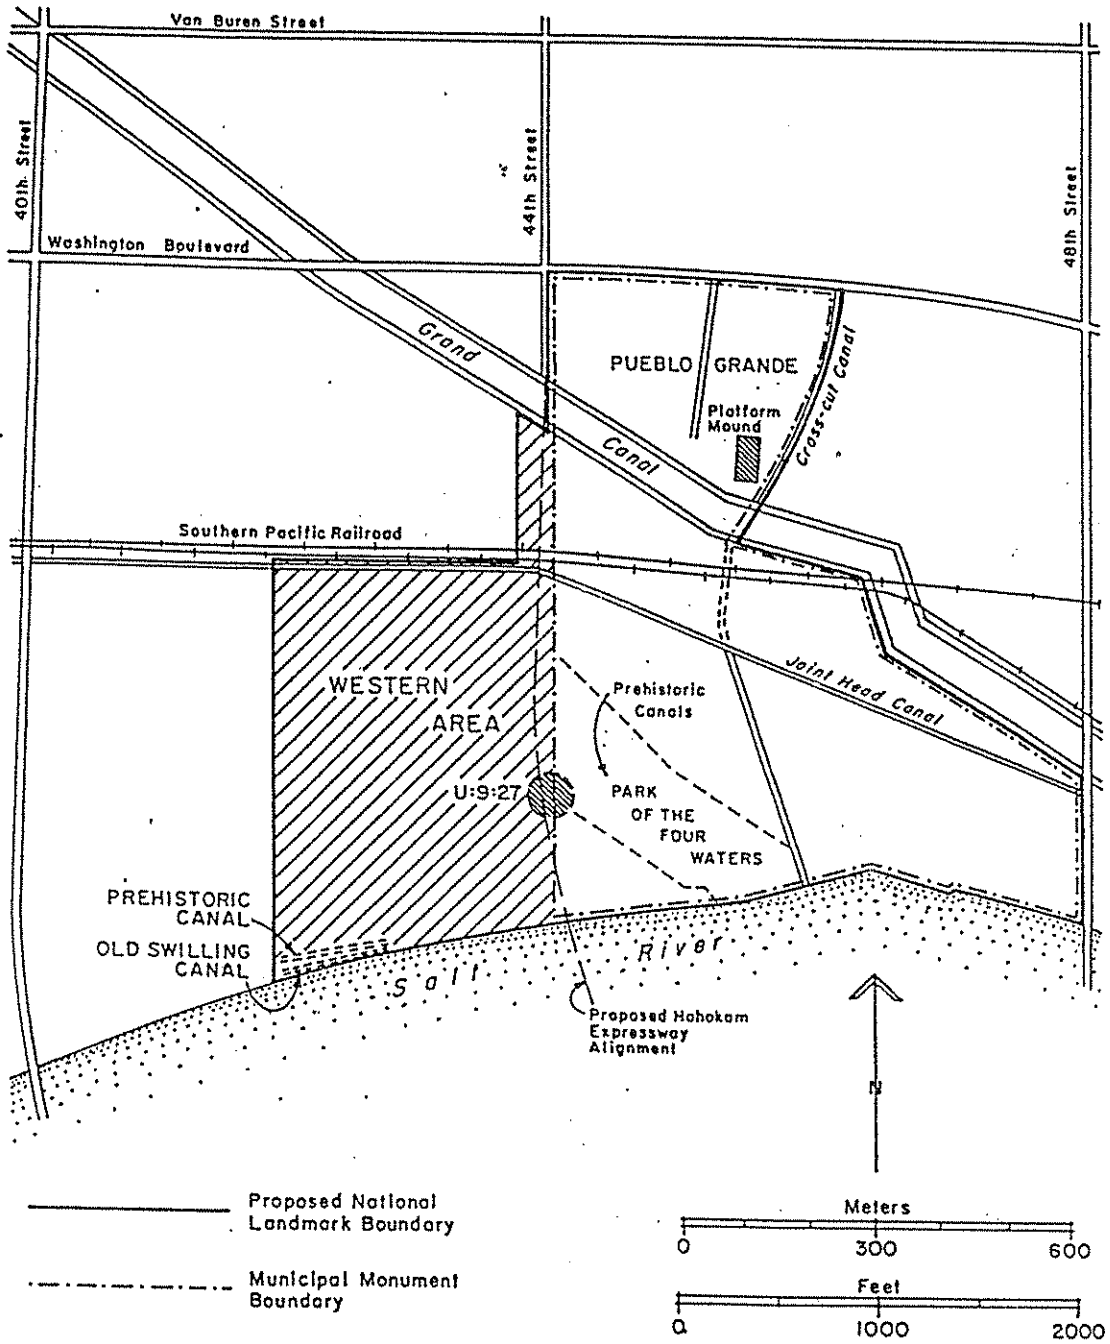 Van Buren Street
40th Street
44th Street
48th Street
Washington Boulevard
Grand
Canal
PUEBLO GRANDE
Platform
Mound
Cross-cut Canal
Southern Pacific Railroad
WESTERN
AREA
Prehistoric
Canals
Joint Head Canal
U:9:27
PARK
OF THE
FOUR
WATERS
PREHISTORIC
CANAL
OLD SWILLING
CANAL
Salt
River
Proposed Hohokam
Expressway
Alignment
N
Proposed National
Landmark Boundary
Municipal Monument
Boundary
Meters
0 300 600
Feet
0 1000 2000